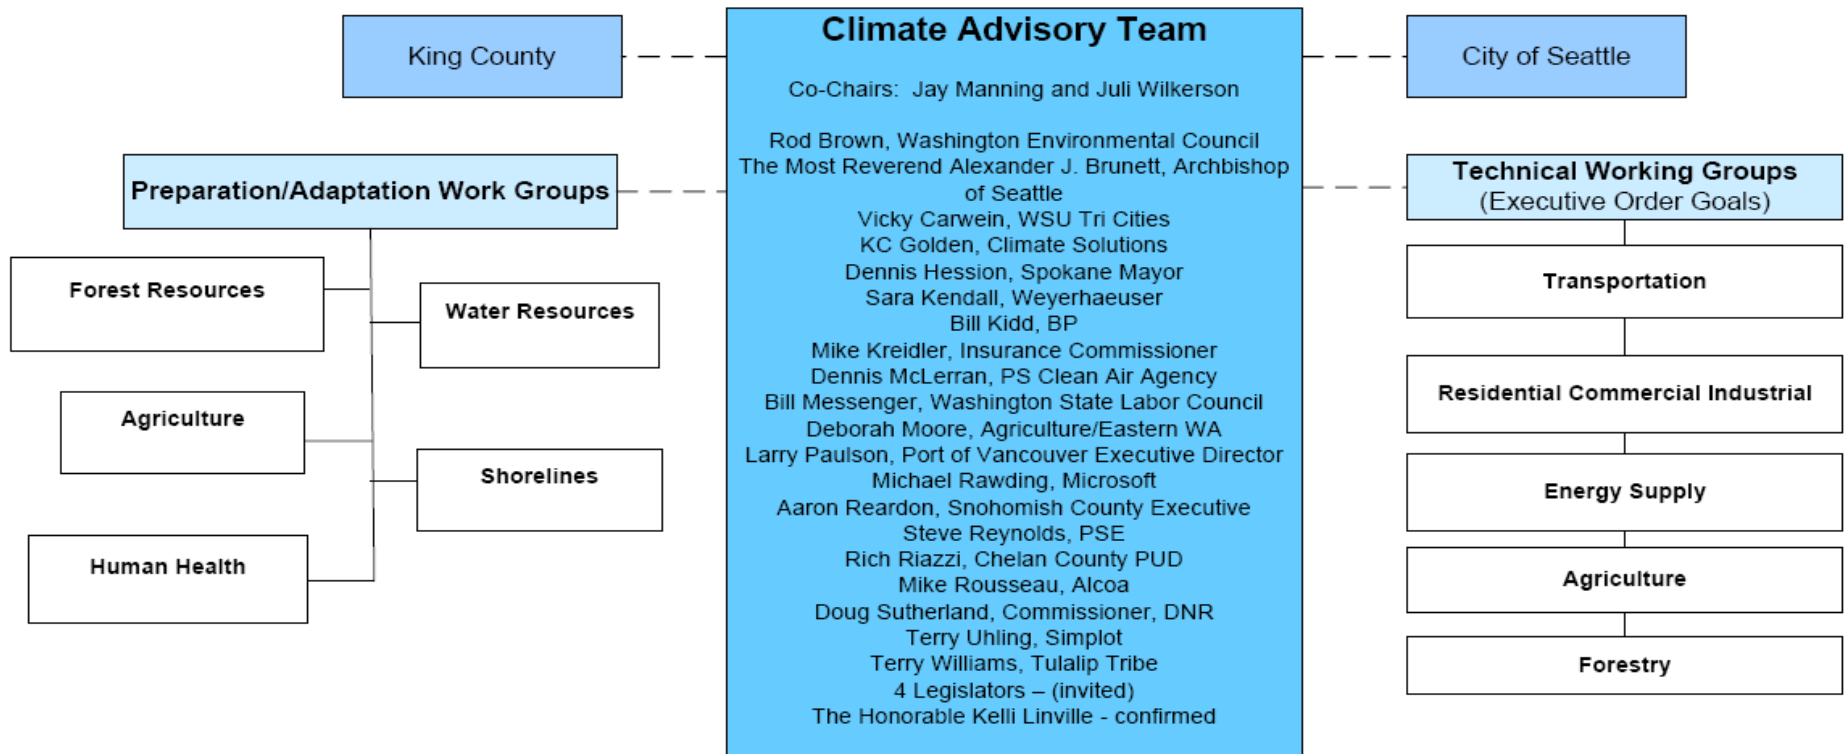 King County
Climate Advisory Team
City of Seattle
Co-Chairs:  Jay Manning and Juli Wilkerson
Rod Brown, Washington Environmental Council
The Most Reverend Alexander J. Brunett, Archbishop
of Seattle
Vicky Carwein, WSU Tri Cities
KC Golden, Climate Solutions
Dennis Hession, Spokane Mayor
Sara Kendall, Weyerhaeuser
Bill Kidd, BP
Mike Kreidler, Insurance Commissioner
Dennis McLerran, PS Clean Air Agency
Bill Messenger, Washington State Labor Council
Deborah Moore, Agriculture/Eastern WA
Larry Paulson, Port of Vancouver Executive Director
Michael Rawding, Microsoft
Aaron Reardon, Snohomish County Executive
Steve Reynolds, PSE
Rich Riazzi, Chelan County PUD
Mike Rousseau, Alcoa
Doug Sutherland, Commissioner, DNR
Terry Uhling, Simplot
Terry Williams, Tulalip Tribe
4 Legislators – (invited)
The Honorable Kelli Linville - confirmed
Preparation/Adaptation Work Groups
Forest Resources
Water Resources
Agriculture
Shorelines
Human Health
Technical Working Groups
(Executive Order Goals)
Transportation
Residential Commercial Industrial
Energy Supply
Agriculture
Forestry